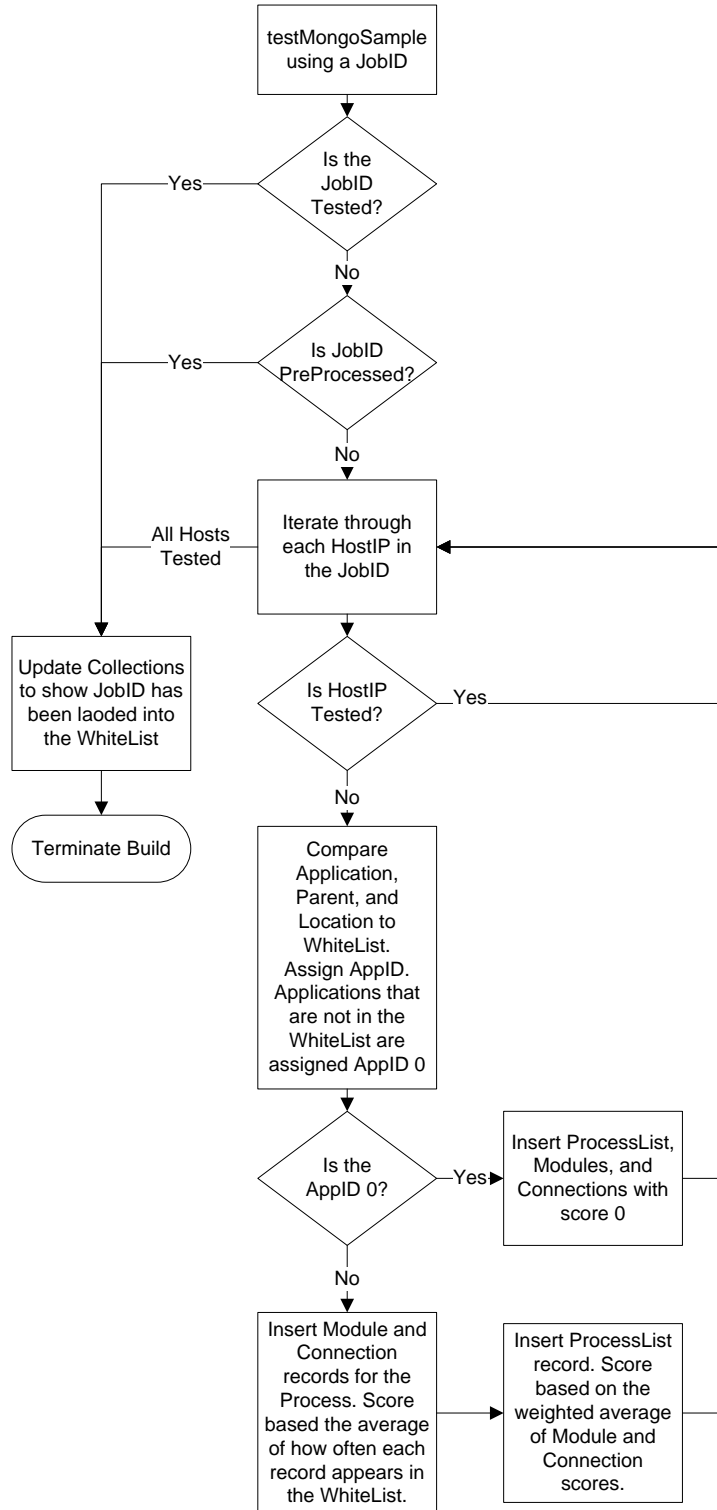 testMongoSample
using a JobID
Is the
JobID
Tested?
Yes
No
Is JobID
PreProcessed?
Yes
No
Iterate through
each HostIP in
the JobID
All Hosts
Tested
Update Collections
to show JobID has
been laoded into
the WhiteList
Is HostIP
Tested?
Yes
No
Terminate Build
Compare
Application,
Parent, and
Location to
WhiteList.
Assign AppID.
Applications that
are not in the
WhiteList are
assigned AppID 0
Is the
AppID 0?
Yes
Insert ProcessList,
Modules, and
Connections with
score 0
No
Insert Module and
Connection
records for the
Process. Score
based the average
of how often each
record appears in
the WhiteList.
Insert ProcessList
record. Score
based on the
weighted average
of Module and
Connection
scores.